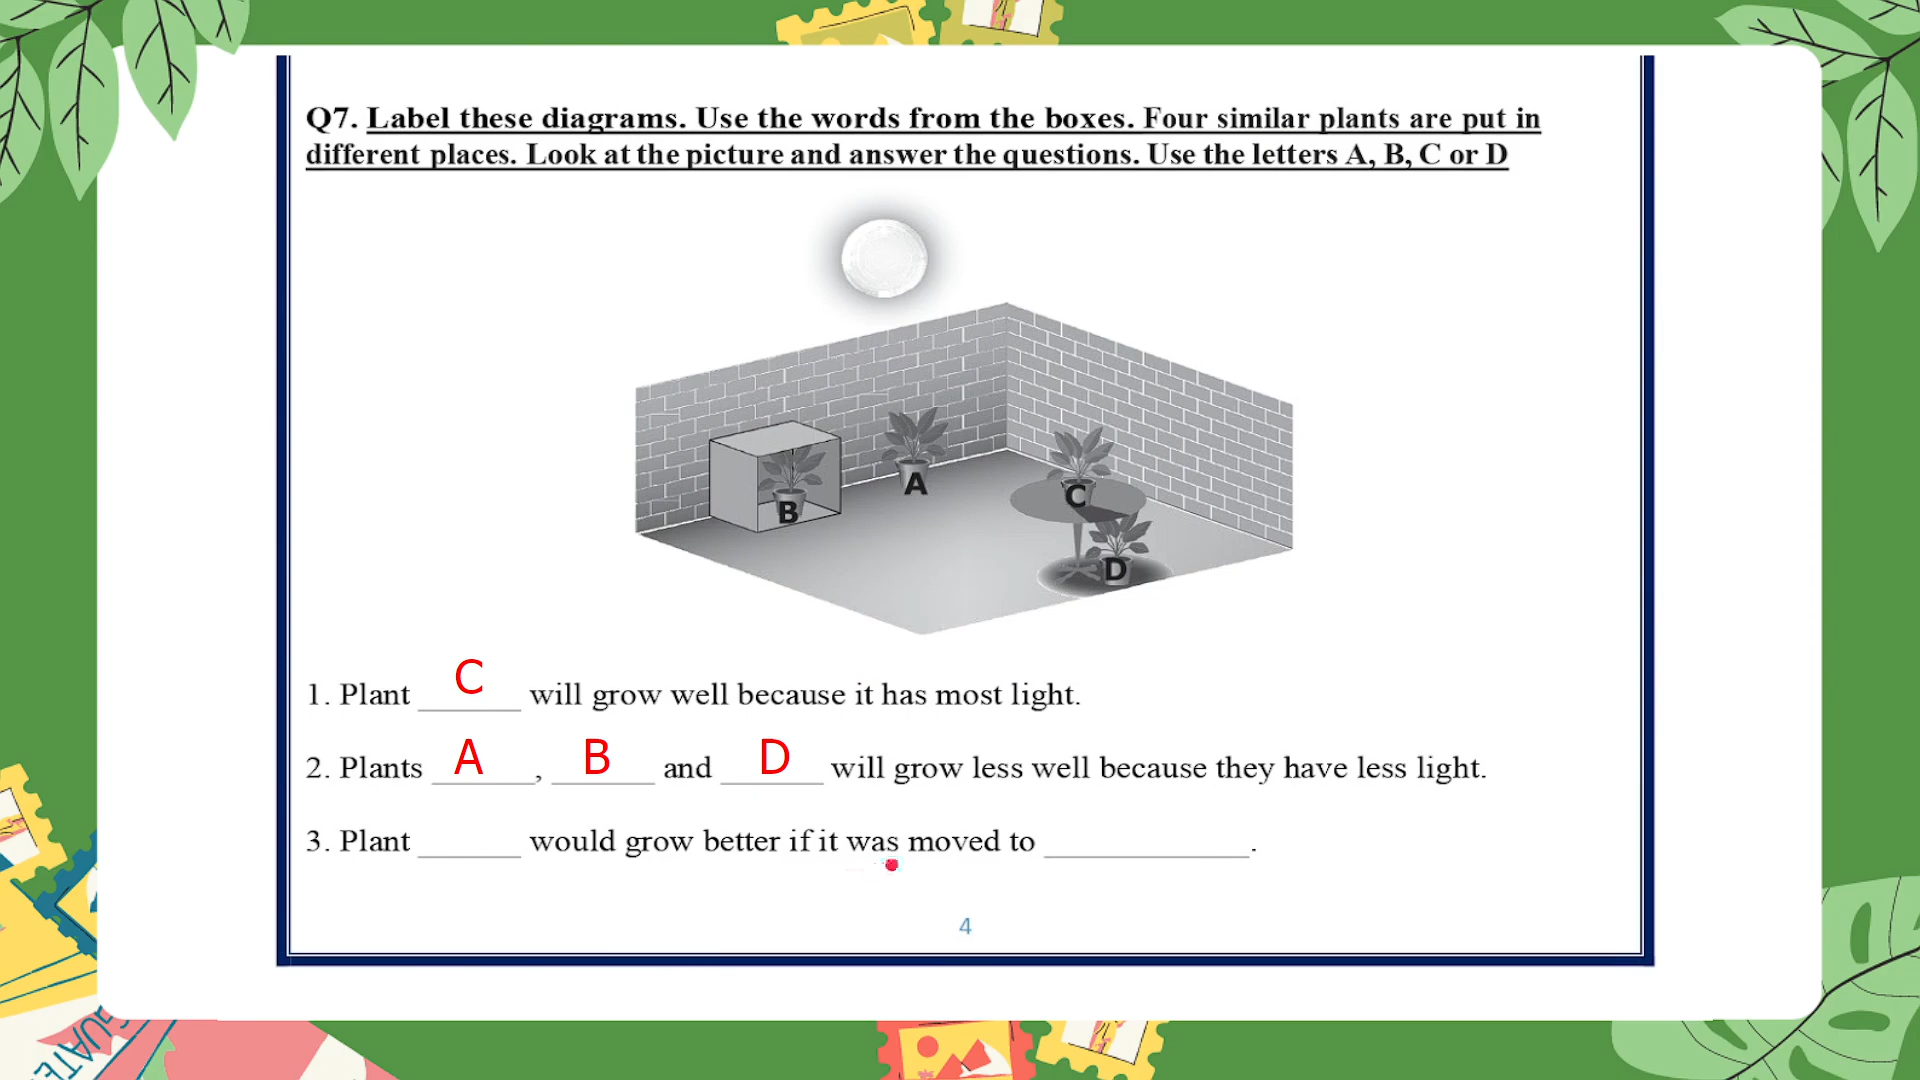 Q7. Label these diagrams. Use the words from the boxes. Four similar plants are put in
different places. Look at the picture and answer the questions. Use the letters A, B, C or D
A
B
C
D
1. Plant C will grow well because it has most light.
2. Plants A, B and D will grow less well because they have less light.
3. Plant ______ would grow better if it was moved to ____________.
4
GUATE